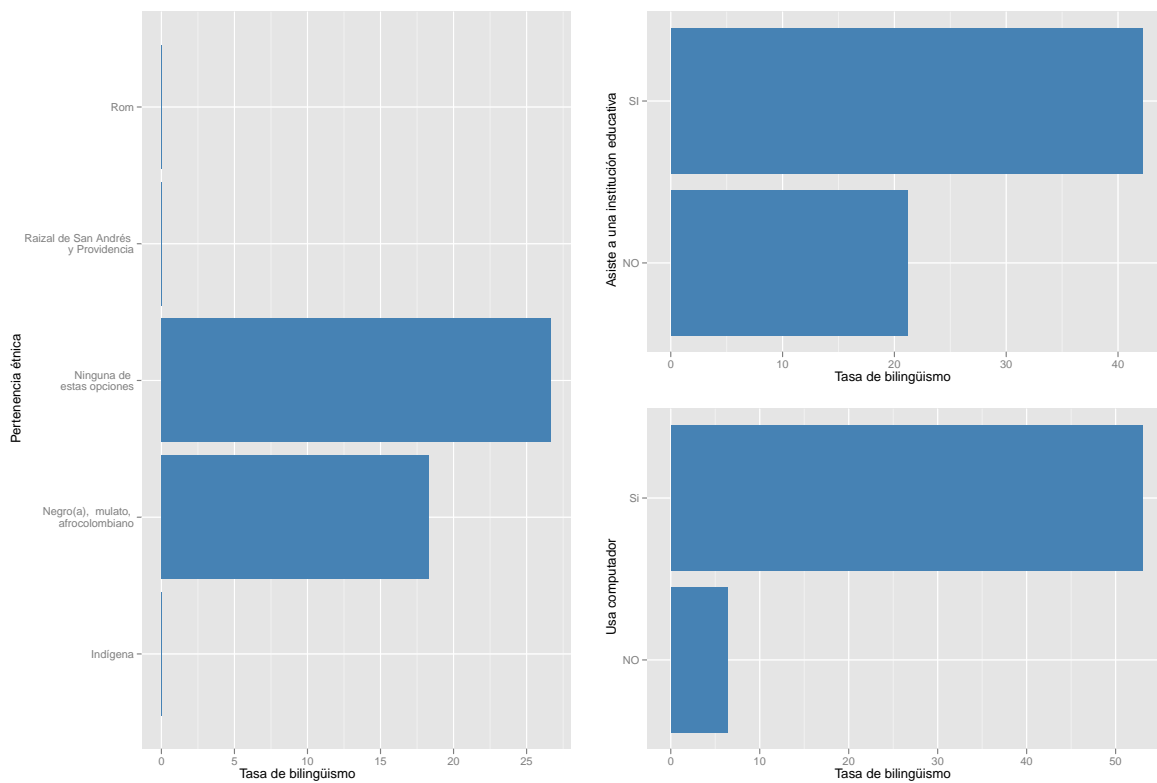 Pertenencia étnica
Rom
Raizal de San Andrés
y Providencia
Ninguna de
estas opciones
Negro(a), mulato,
afrocolombiano
Indígena
0 5 10 15 20 25
Tasa de bilingüismo
Asiste a una institución educativa
SI
NO
0 10 20 30 40
Tasa de bilingüismo
Usa computador
Si
NO
0 10 20 30 40 50
Tasa de bilingüismo